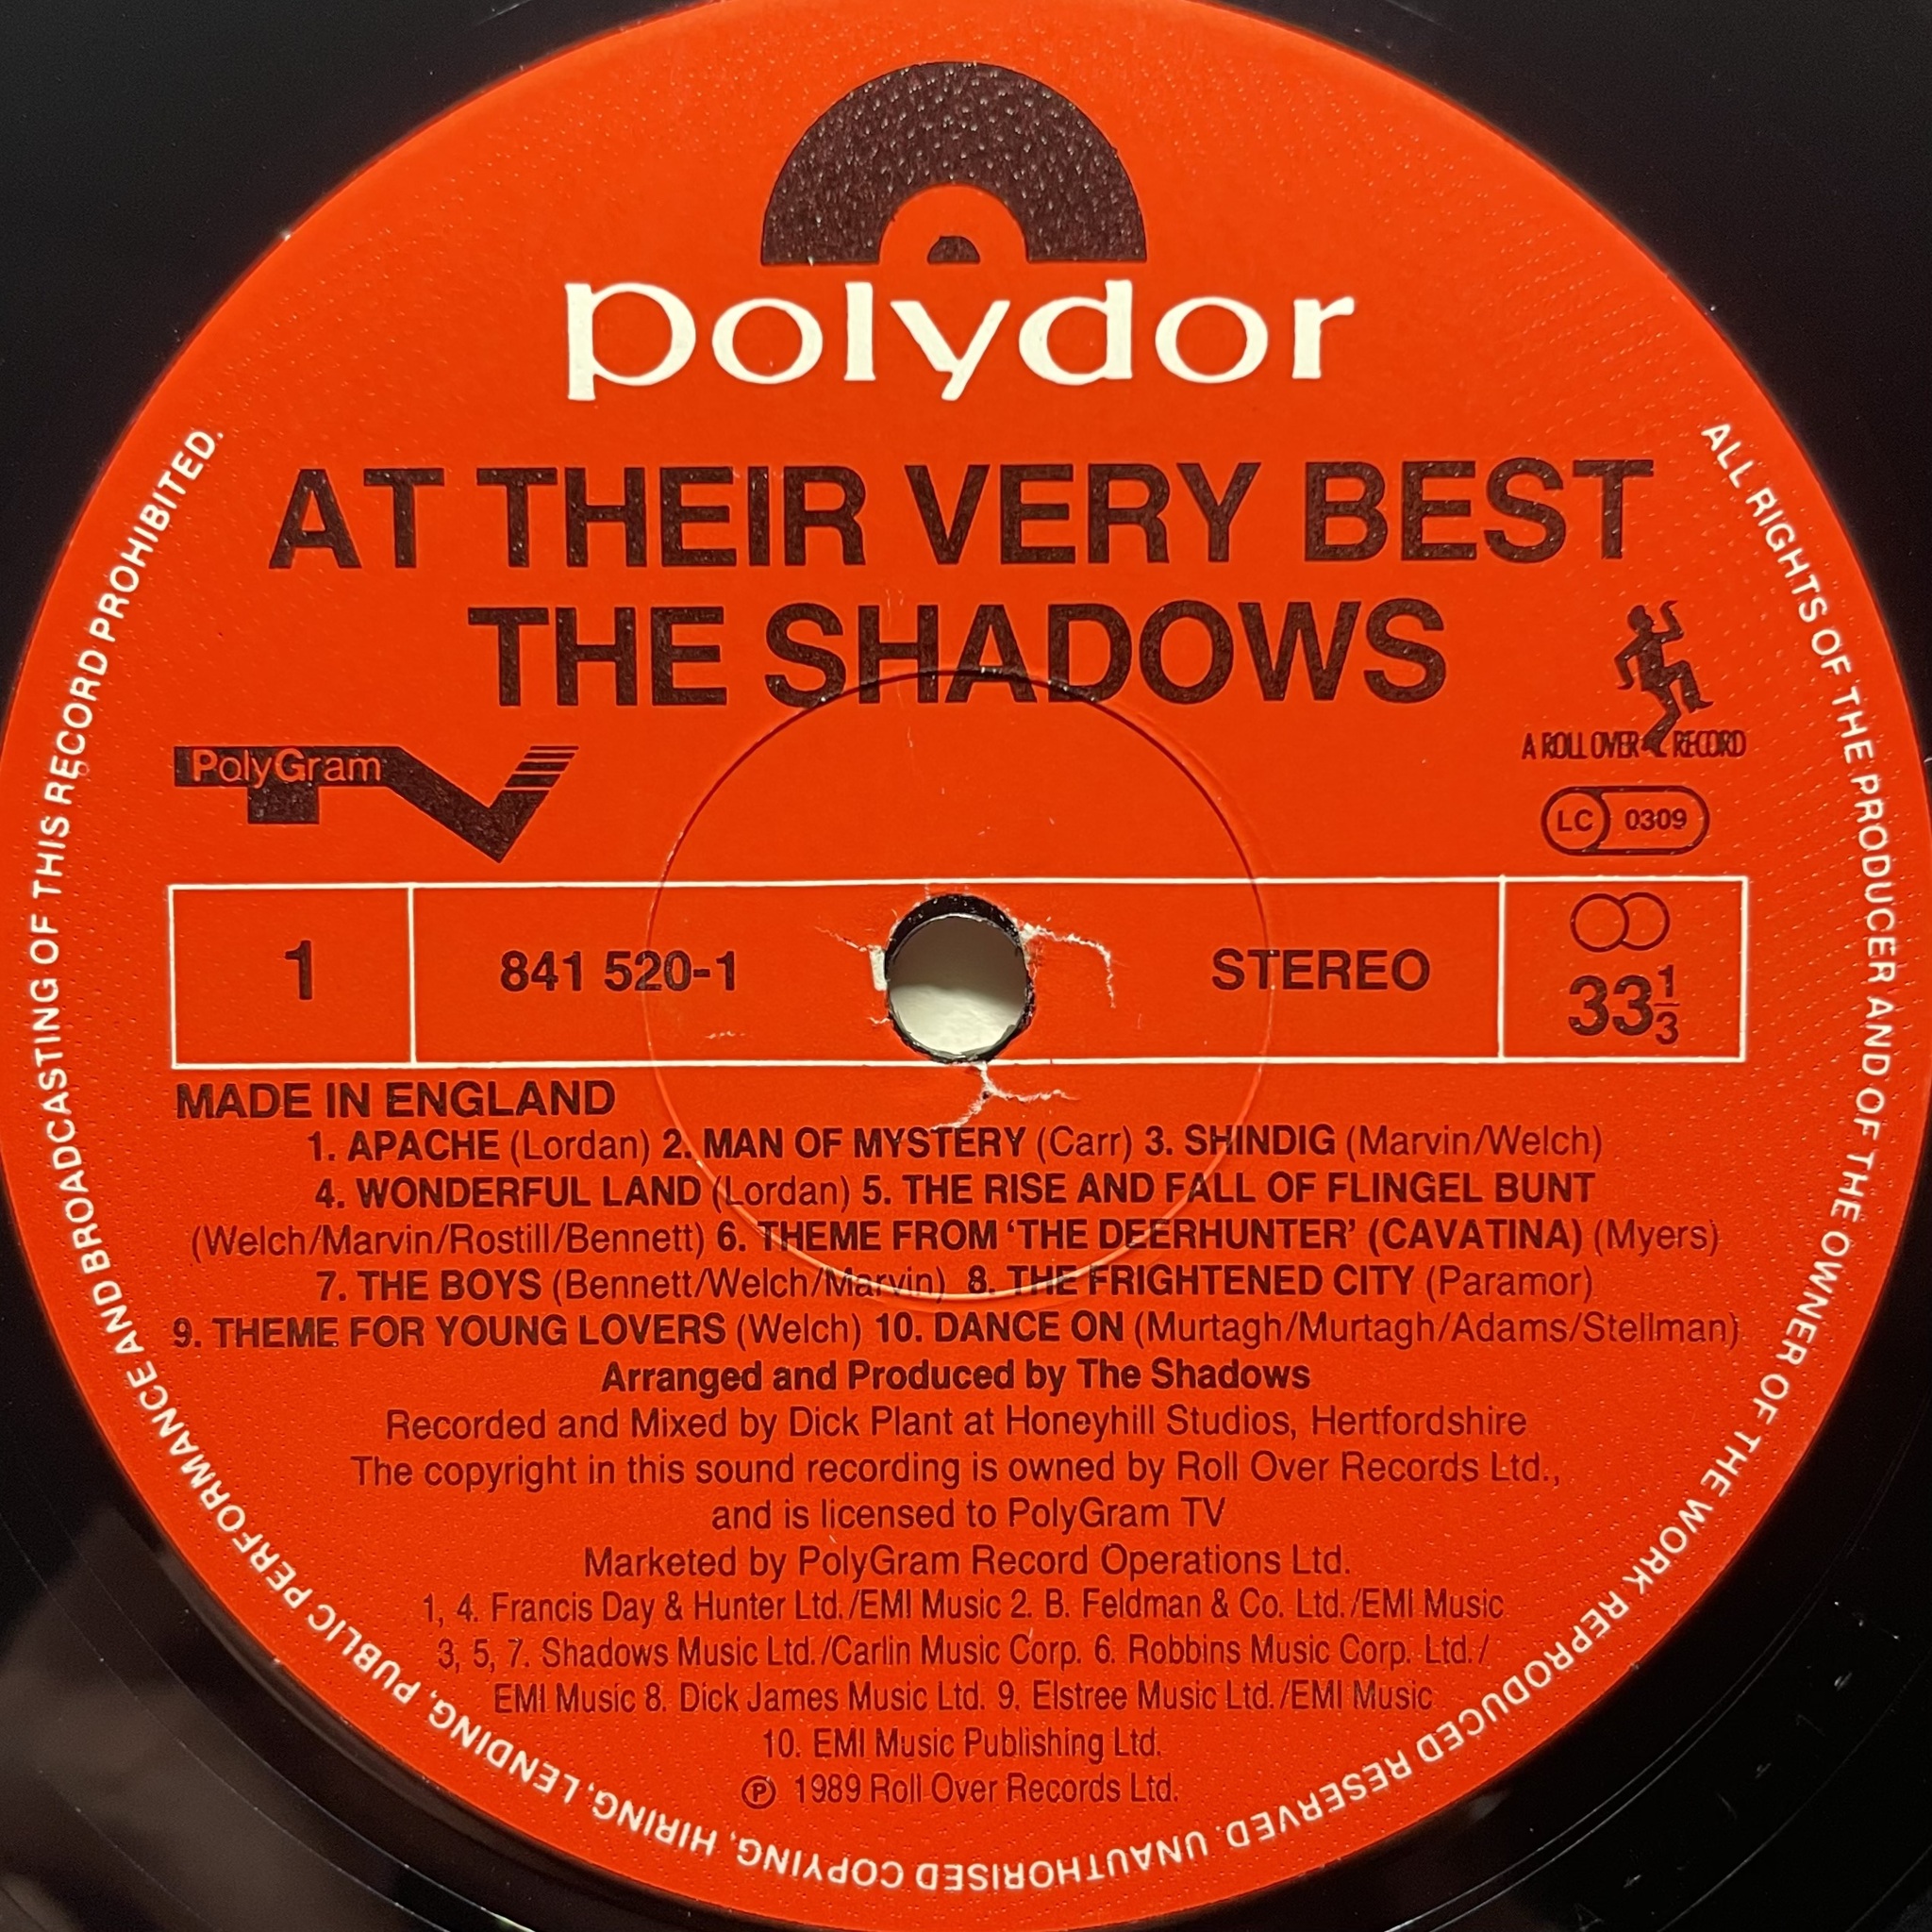 polydor
AT THEIR VERY BEST
THE SHADOWS
PolyGram
TV
A ROLL OVER RECORD
LC 0309
1
841 520-1
STEREO
33 1/3
MADE IN ENGLAND
1. APACHE (Lordan) 2. MAN OF MYSTERY (Carr) 3. SHINDIG (Marvin/Welch)
4. WONDERFUL LAND (Lordan) 5. THE RISE AND FALL OF FLINGEL BUNT
(Welch/Marvin/Rostill/Bennett) 6. THEME FROM ‘THE DEERHUNTER’ (CAVATINA) (Myers)
7. THE BOYS (Bennett/Welch/Marvin) 8. THE FRIGHTENED CITY (Paramor)
9. THEME FOR YOUNG LOVERS (Welch) 10. DANCE ON (Murtagh/Murtagh/Adams/Stellman)
Arranged and Produced by The Shadows
Recorded and Mixed by Dick Plant at Honeyhill Studios, Hertfordshire
The copyright in this sound recording is owned by Roll Over Records Ltd.,
and is licensed to PolyGram TV
Marketed by PolyGram Record Operations Ltd.
1, 4. Francis Day & Hunter Ltd./EMI Music 2. B. Feldman & Co. Ltd./EMI Music
3, 5, 7. Shadows Music Ltd./Carlin Music Corp. 6. Robbins Music Corp. Ltd./
EMI Music 8. Dick James Music Ltd. 9. Elstree Music Ltd./EMI Music
10. EMI Music Publishing Ltd.
℗ 1989 Roll Over Records Ltd.
ALL RIGHTS OF THE PRODUCER AND OF THE OWNER OF THE WORK REPRODUCED RESERVED. UNAUTHORISED COPYING, HIRING, LENDING, PUBLIC PERFORMANCE AND BROADCASTING OF THIS RECORD PROHIBITED.